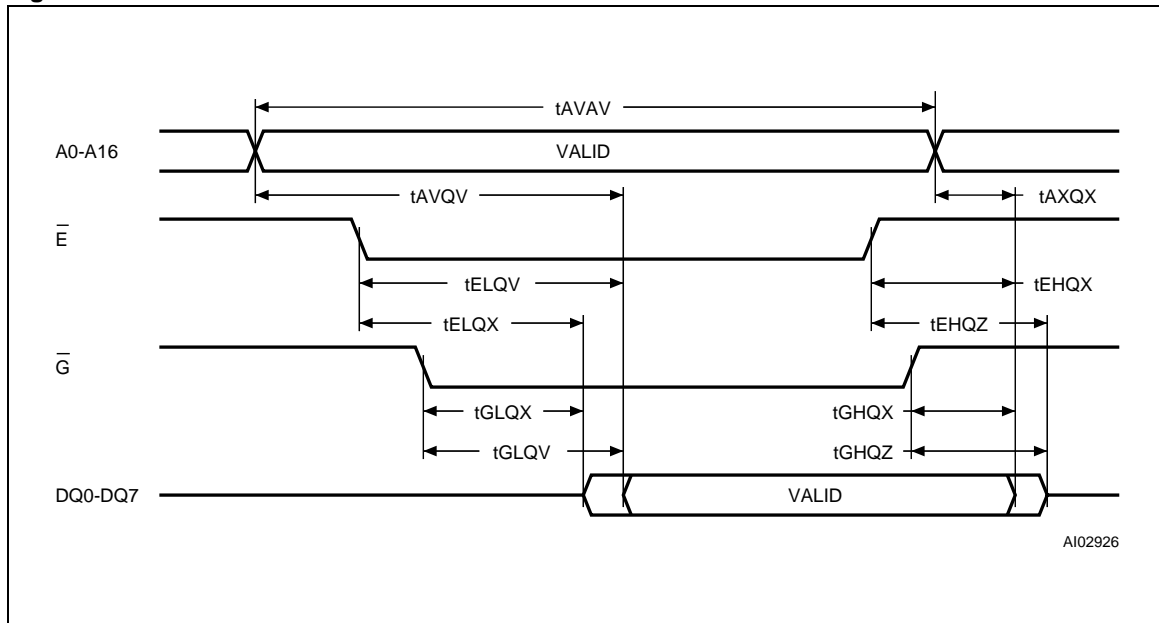 tAVAV
A0-A16 VALID
tAVQV tAXQX
E
tELQV tEHQX
tELQX tEHQZ
G
tGLQX tGHQX
tGLQV tGHQZ
DQ0-DQ7 VALID
AI02926